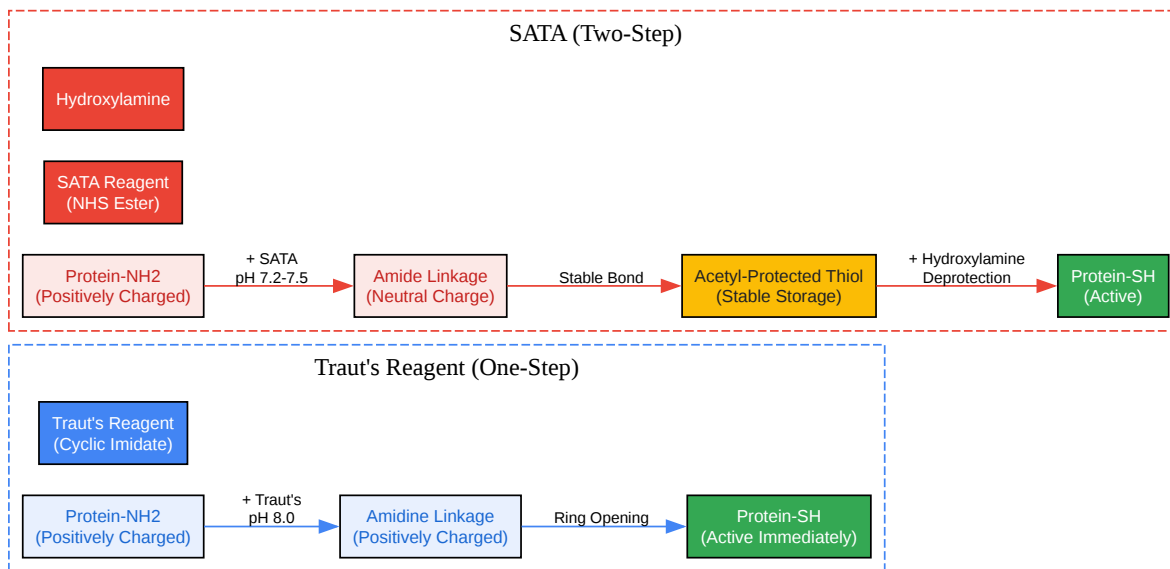 SATA (Two-Step)
Hydroxylamine
SATA Reagent
(NHS Ester)
Protein-NH2
(Positively Charged)
+ SATA
pH 7.2-7.5
Amide Linkage
(Neutral Charge)
Stable Bond
Acetyl-Protected Thiol
(Stable Storage)
+ Hydroxylamine
Deprotection
Protein-SH
(Active)
Traut's Reagent (One-Step)
Traut's Reagent
(Cyclic Imidate)
Protein-NH2
(Positively Charged)
+ Traut's
pH 8.0
Amidine Linkage
(Positively Charged)
Ring Opening
Protein-SH
(Active Immediately)